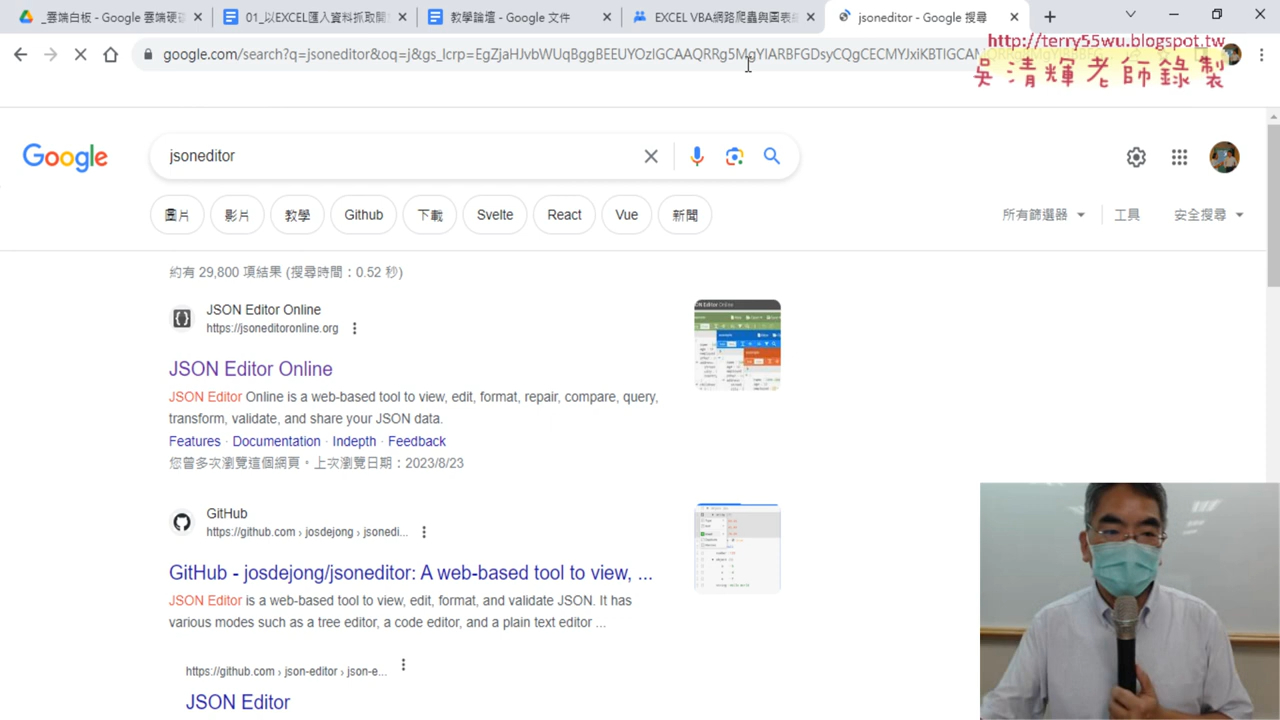 _雲端白板 - Google 雲端硬碟
01_以EXCEL匯入資料抓取開
教學論壇 - Google 文件
EXCEL VBA網路爬蟲與圖表統
jsoneditor - Google 搜尋
http://terry55wu.blogspot.tw
吳清輝老師錄製
Google
jsoneditor
圖片
影片
教學
Github
下載
Svelte
React
Vue
新聞
所有篩選器
工具
安全搜尋
約有 29,800 項結果 (搜尋時間:0.52 秒)
JSON Editor Online
https://jsoneditoronline.org
JSON Editor Online
JSON Editor Online is a web-based tool to view, edit, format, repair, compare, query,
transform, validate, and share your JSON data.
Features · Documentation · Indepth · Feedback
您曾多次瀏覽這個網頁。上次瀏覽日期:2023/8/23
GitHub
https://github.com › josdejong › jsonedi...
GitHub - josdejong/jsoneditor: A web-based tool to view, ...
JSON Editor is a web-based tool to view, edit, format, and validate JSON. It has
various modes such as a tree editor, a code editor, and a plain text editor ...
https://github.com › json-editor › json-e...
JSON Editor